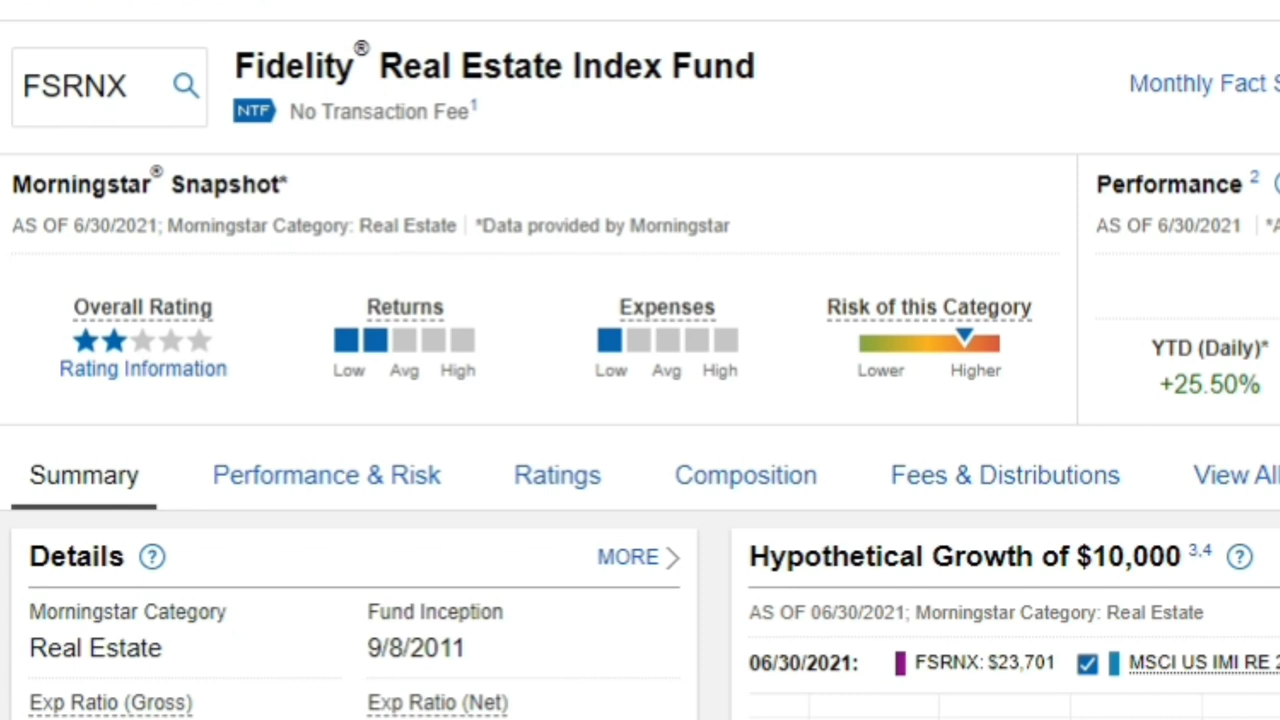 FSRNX
Fidelity® Real Estate Index Fund
NTF No Transaction Fee1
Monthly Fact
Morningstar® Snapshot*
AS OF 6/30/2021; Morningstar Category: Real Estate *Data provided by Morningstar
Performance 2
AS OF 6/30/2021
Overall Rating
Rating Information
Returns
Low Avg High
Expenses
Low Avg High
Risk of this Category
Lower Higher
YTD (Daily)*
+25.50%
Summary Performance & Risk Ratings Composition Fees & Distributions View All
Details ?
MORE
Morningstar Category
Real Estate
Fund Inception
9/8/2011
Exp Ratio (Gross)
Exp Ratio (Net)
Hypothetical Growth of $10,000 3,4 ?
AS OF 06/30/2021; Morningstar Category: Real Estate
06/30/2021: FSRNX: $23,701 MSCI US IMI RE